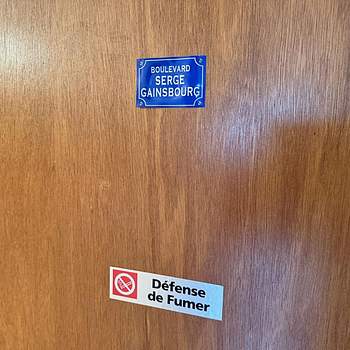 BOULEVARD
SERGE
GAINSBOURG
Défense
de Fumer